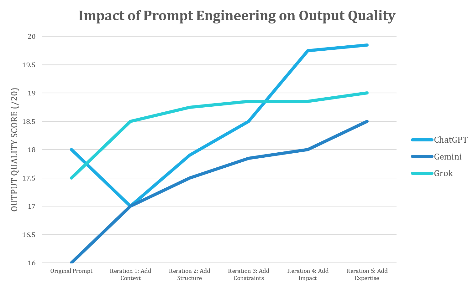 Impact of Prompt Engineering on Output Quality
OUTPUT QUALITY SCORE (/20)
20
19.5
19
18.5
18
17.5
17
16.5
16
Original Prompt
Iteration 1: Add
Context
Iteration 2: Add
Structure
Iteration 3: Add
Constraints
Iteration 4: Add
Impact
Iteration 5: Add
Expertise
ChatGPT
Gemini
Grok